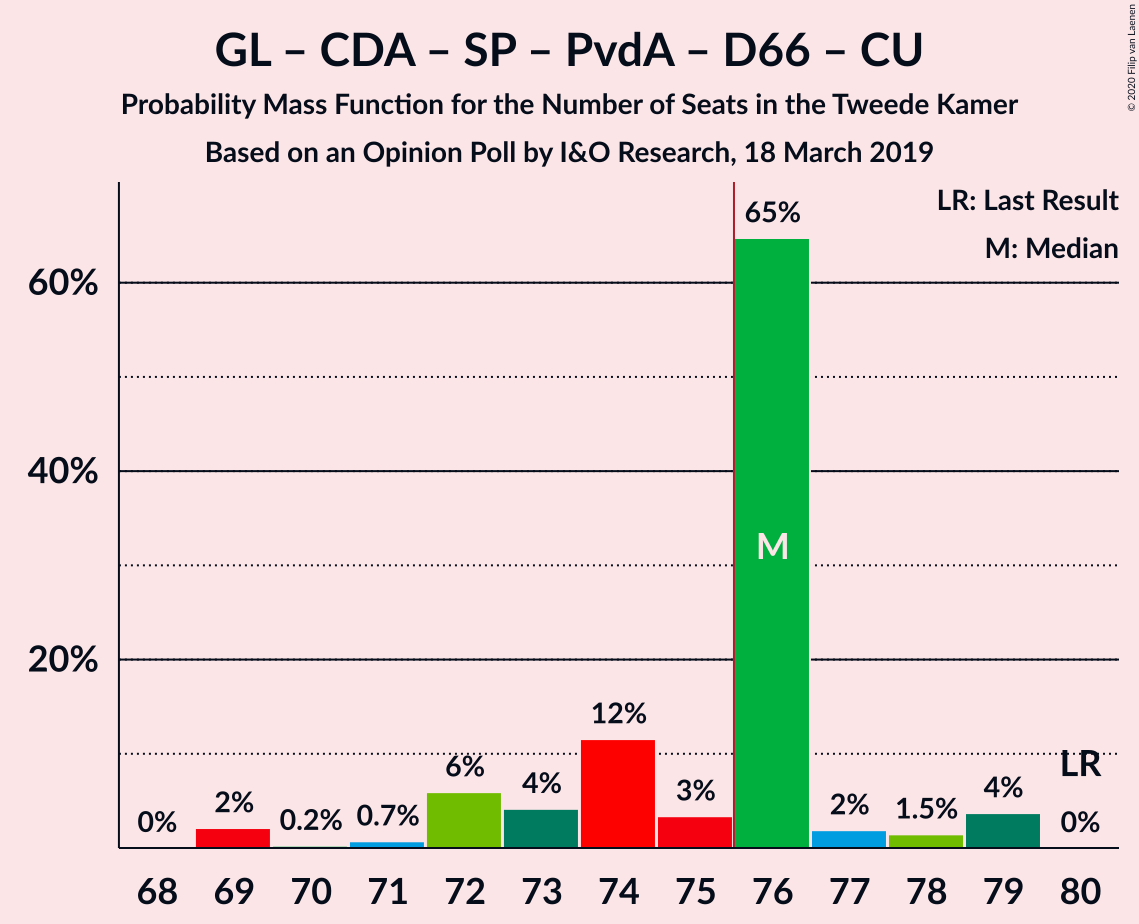 GL – CDA – SP – PvdA – D66 – CU
Probability Mass Function for the Number of Seats in the Tweede Kamer
Based on an Opinion Poll by I&O Research, 18 March 2019
© 2020 Filip van Laenen
LR: Last Result
M: Median
60%
40%
20%
0%
2%
0.2%
0.7%
6%
4%
12%
3%
65%
M
2%
1.5%
4%
LR
0%
68 69 70 71 72 73 74 75 76 77 78 79 80